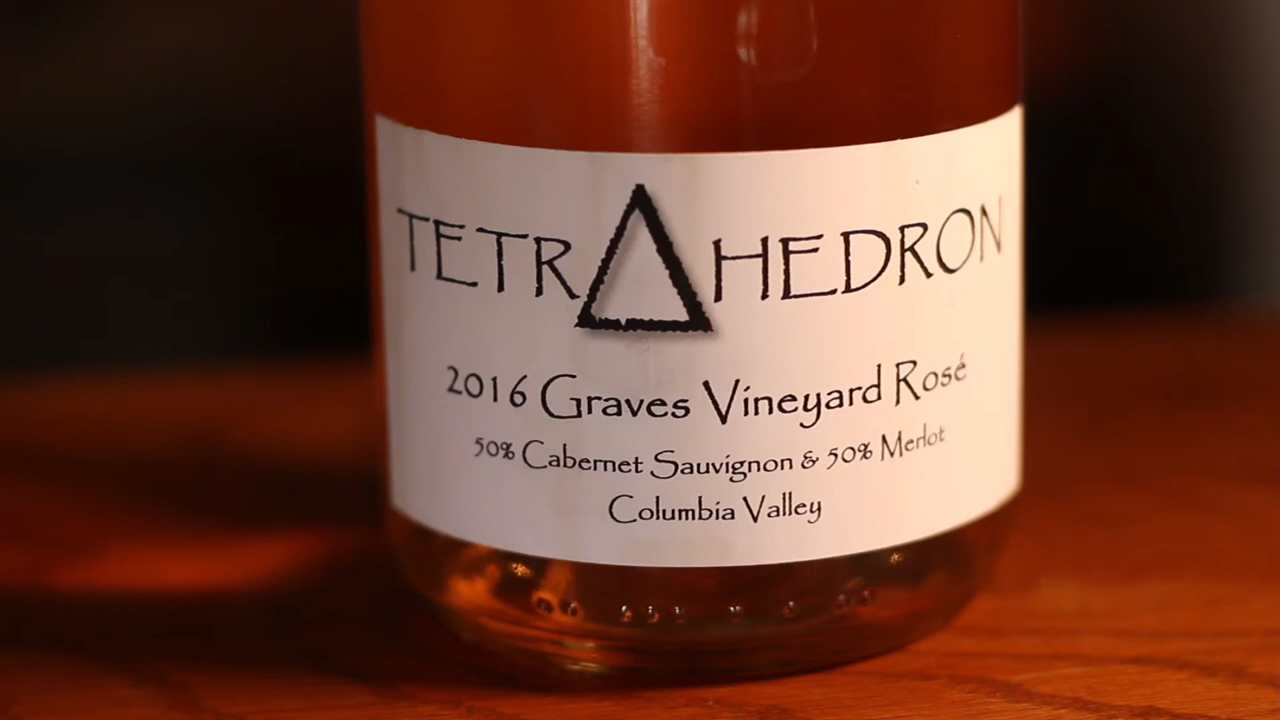 TETRAHEDRON
2016 Graves Vineyard Rosé
50% Cabernet Sauvignon & 50% Merlot
Columbia Valley